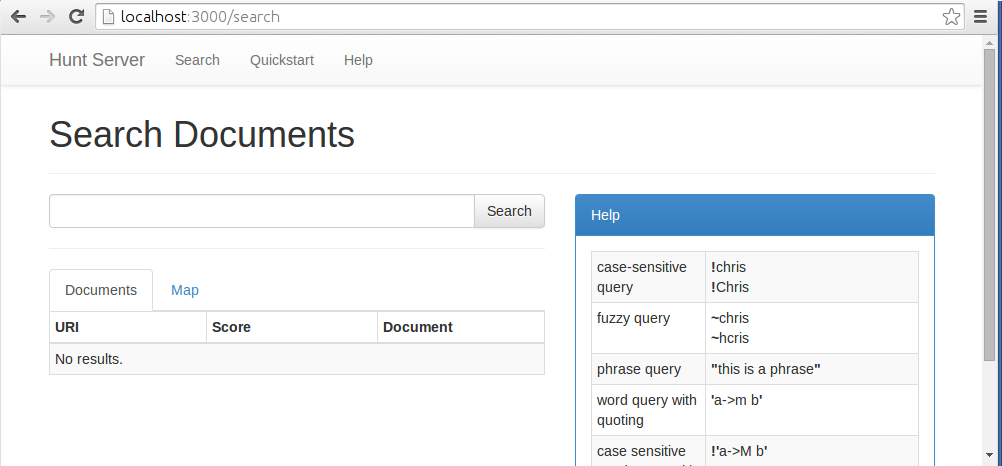 localhost:3000/search
Hunt Server Search Quickstart Help
Search Documents
Search
Help
Documents Map
URI Score Document
No results.
case-sensitive
query
!chris
!Chris
fuzzy query
~chris
~hcris
phrase query
"this is a phrase"
word query with
quoting
'a->m b'
case sensitive
!'a->M b'